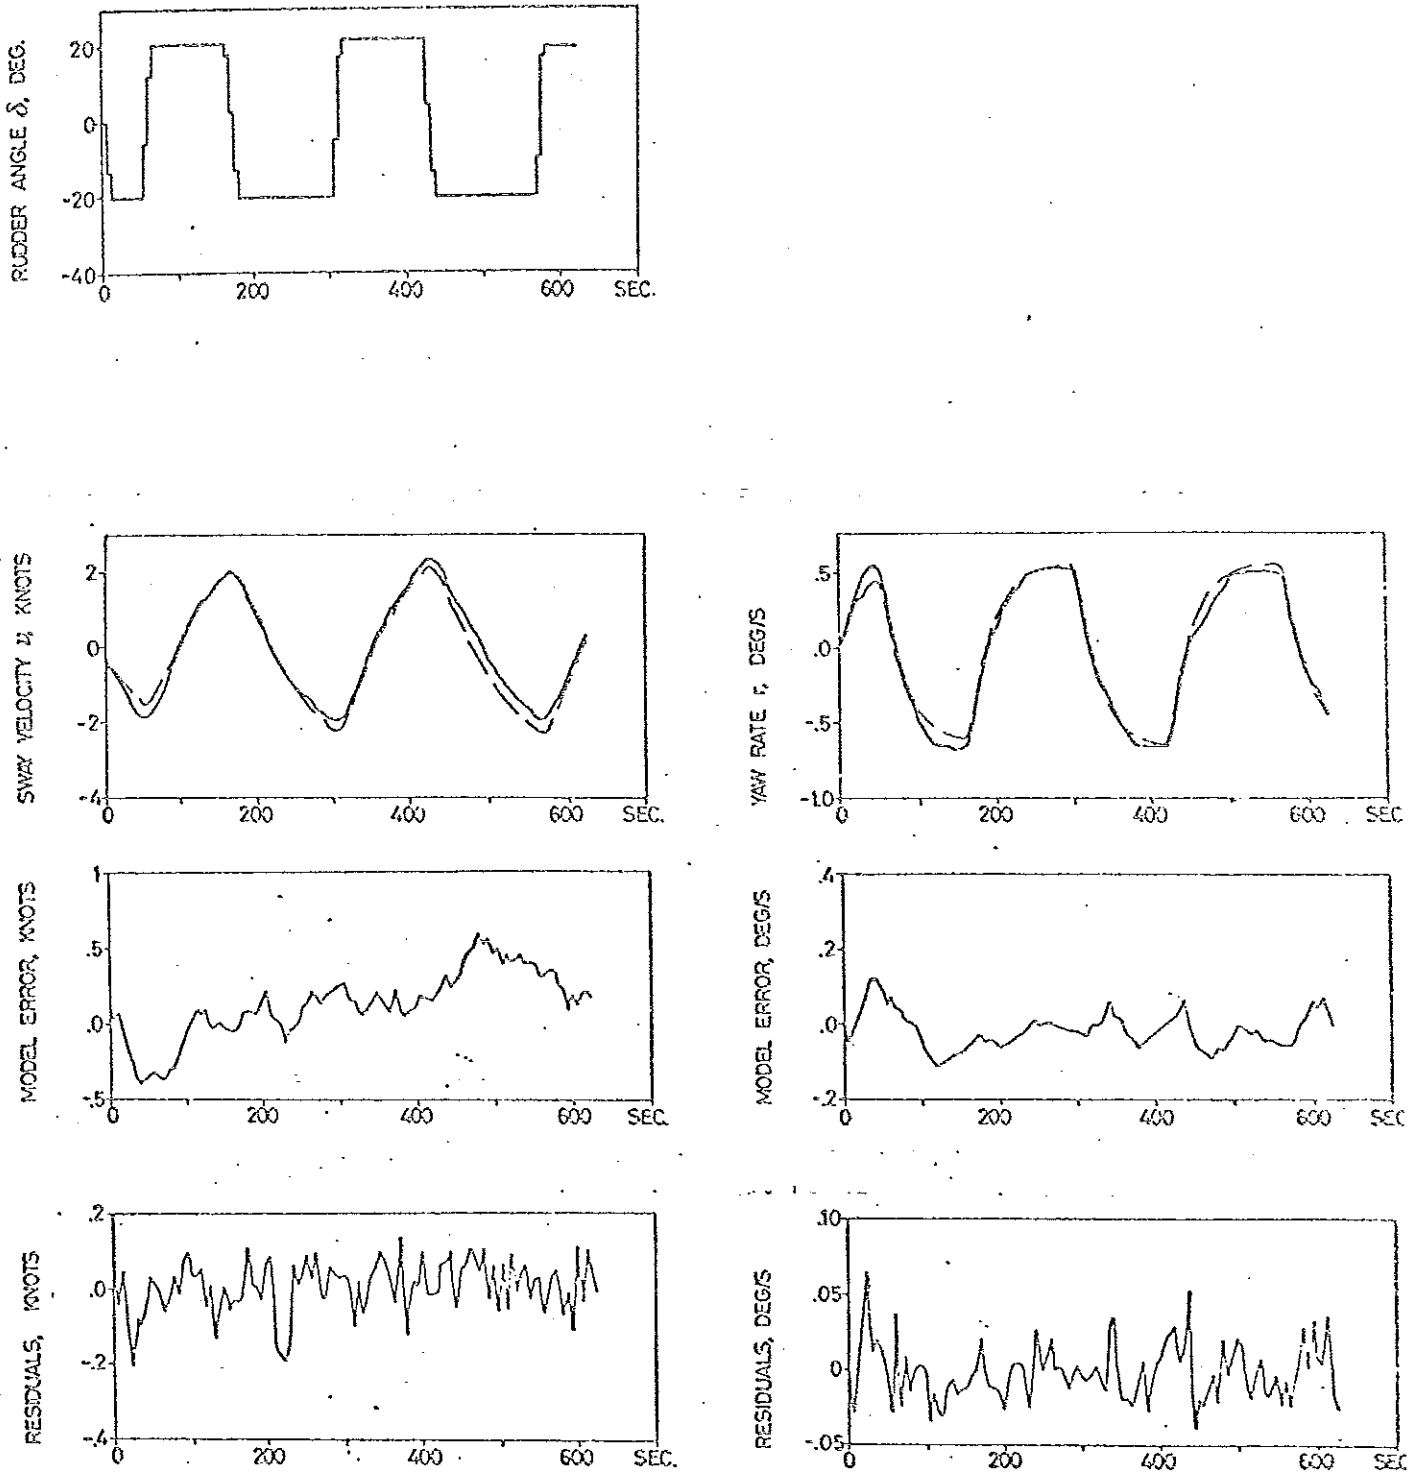 RUDDER ANGLE δ, DEG.
20
0
-20
-40
0 200 400 600 SEC.
SWAY VELOCITY υ, KNOTS
2
0
-2
-4
0 200 400 600 SEC.
YAW RATE r, DEG/S
.5
.0
-.5
-1.0
0 200 400 600 SEC
MODEL ERROR, KNOTS
1
.5
.0
-.5
0 200 400 600 SEC.
MODEL ERROR, DEG/S
.4
.2
.0
-.2
0 200 400 600 SEC
RESIDUALS, KNOTS
.2
.0
-.2
-.4
0 200 400 600 SEC.
RESIDUALS, DEG/S
.10
.05
0
-.05
0 200 400 600 SEC